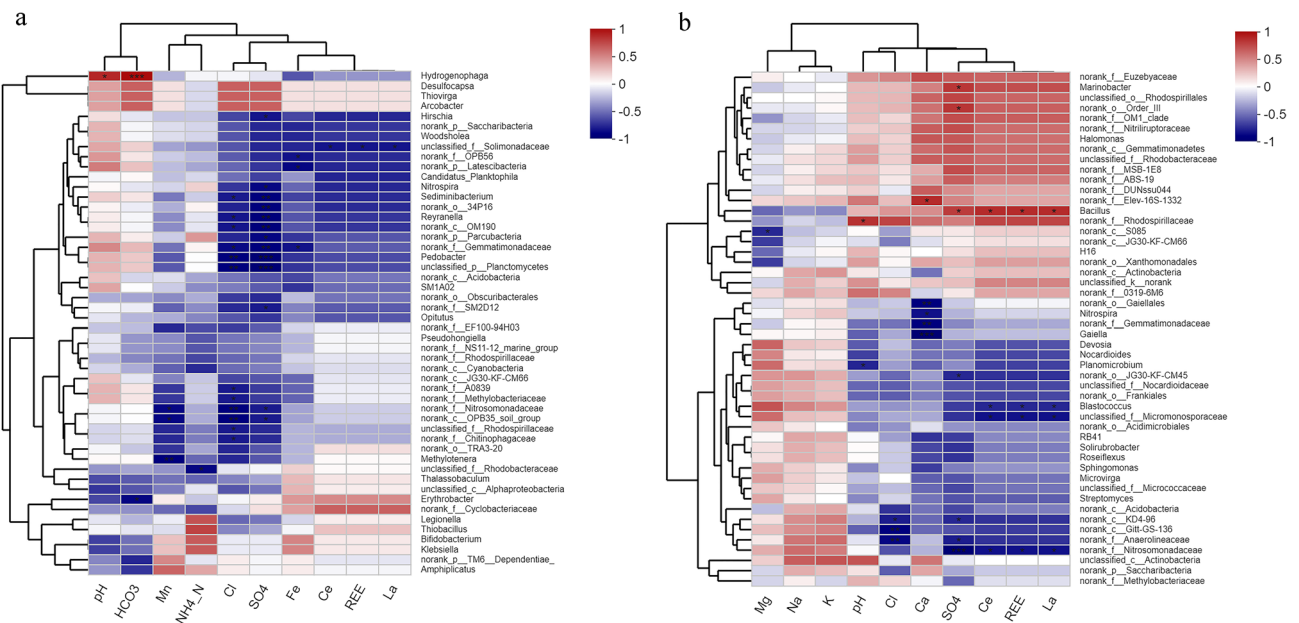 a
1
0.5
0
-0.5
-1
Hydrogenophaga
Desulfocapsa
Thiovirga
Arcobacter
Hirschia
norank_p__Saccharibacteria
Woodsholea
unclassified_f__Solimonadaceae
norank_f__OPB56
norank_p__Latescibacteria
Candidatus_Planktophila
Nitrospira
Sediminibacterium
norank_o__34P16
Reyranella
norank_c__OM190
norank_p__Parcubacteria
norank_f__Gemmatimonadaceae
Pedobacter
unclassified_p__Planctomycetes
norank_c__Acidobacteria
SM1A02
norank_o__Obscuribacterales
norank_f__SM2D12
Opitutus
norank_f__EF100-94H03
Pseudohongiella
norank_f__NS11-12_marine_group
norank_f__Rhodospirillaceae
norank_c__Cyanobacteria
norank_c__JG30-KF-CM66
norank_f__A0839
norank_f__Methylobacteriaceae
norank_f__Nitrosomonadaceae
norank_c__OPB35_soil_group
unclassified_f__Rhodospirillaceae
norank_f__Chitinophagaceae
norank_o__TRA3-20
Methylotenera
unclassified_f__Rhodobacteraceae
Thalassobaculum
unclassified_c__Alphaproteobacteria
Erythrobacter
norank_f__Cyclobacteriaceae
Legionella
Thiobacillus
Bifidobacterium
Klebsiella
norank_p__TM6__Dependentiae_
Amphiplicatus
pH HCO3 Mn NH4_N Cl SO4 Fe Ce REE La
b
1
0.5
0
-0.5
-1
norank_f__Euzebyaceae
Marinobacter
unclassified_o__Rhodospirillales
norank_o__Order_III
norank_f__OM1_clade
norank_f__Nitriliruptoraceae
Halomonas
norank_c__Gemmatimonadetes
unclassified_f__Rhodobacteraceae
norank_f__MSB-1E8
norank_f__ABS-19
norank_f__DUNssu044
norank_f__Elev-16S-1332
Bacillus
norank_f__Rhodospirillaceae
norank_c__S085
norank_c__JG30-KF-CM66
H16
norank_o__Xanthomonadales
norank_c__Actinobacteria
unclassified_k__norank
norank_f__0319-6M6
norank_o__Gaiellales
Nitrospira
norank_f__Gemmatimonadaceae
Gaiella
Devosia
Nocardioides
Planomicrobium
norank_o__JG30-KF-CM45
unclassified_f__Nocardioidaceae
norank_o__Frankiales
Blastococcus
unclassified_f__Micromonosporaceae
norank_o__Acidimicrobiales
RB41
Solirubrobacter
Roseiflexus
Sphingomonas
Microvirga
unclassified_f__Micrococcaceae
Streptomyces
norank_c__Acidobacteria
norank_c__KD4-96
norank_c__Gitt-GS-136
norank_f__Anaerolineaceae
norank_f__Nitrosomonadaceae
unclassified_c__Actinobacteria
norank_p__Saccharibacteria
norank_f__Methylobacteriaceae
Mg Na K pH Cl Ca SO4 Ce REE La